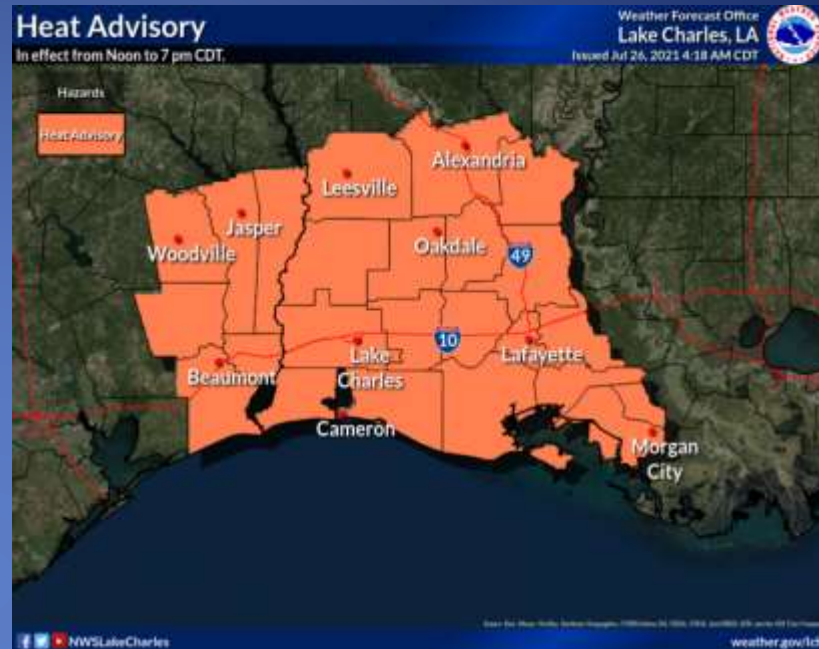 Heat Advisory
In effect from Noon to 7 pm CDT.
Weather Forecast Office
Lake Charles, LA
Issued Jul 26, 2021 4:18 AM CDT
Hazards
Heat Advisory
Alexandria
Leesville
Jasper
Woodville
Oakdale
49
10
Lake
Charles
Lafayette
Beaumont
Cameron
Morgan
City
NWSLakeCharles
weather.gov/lch